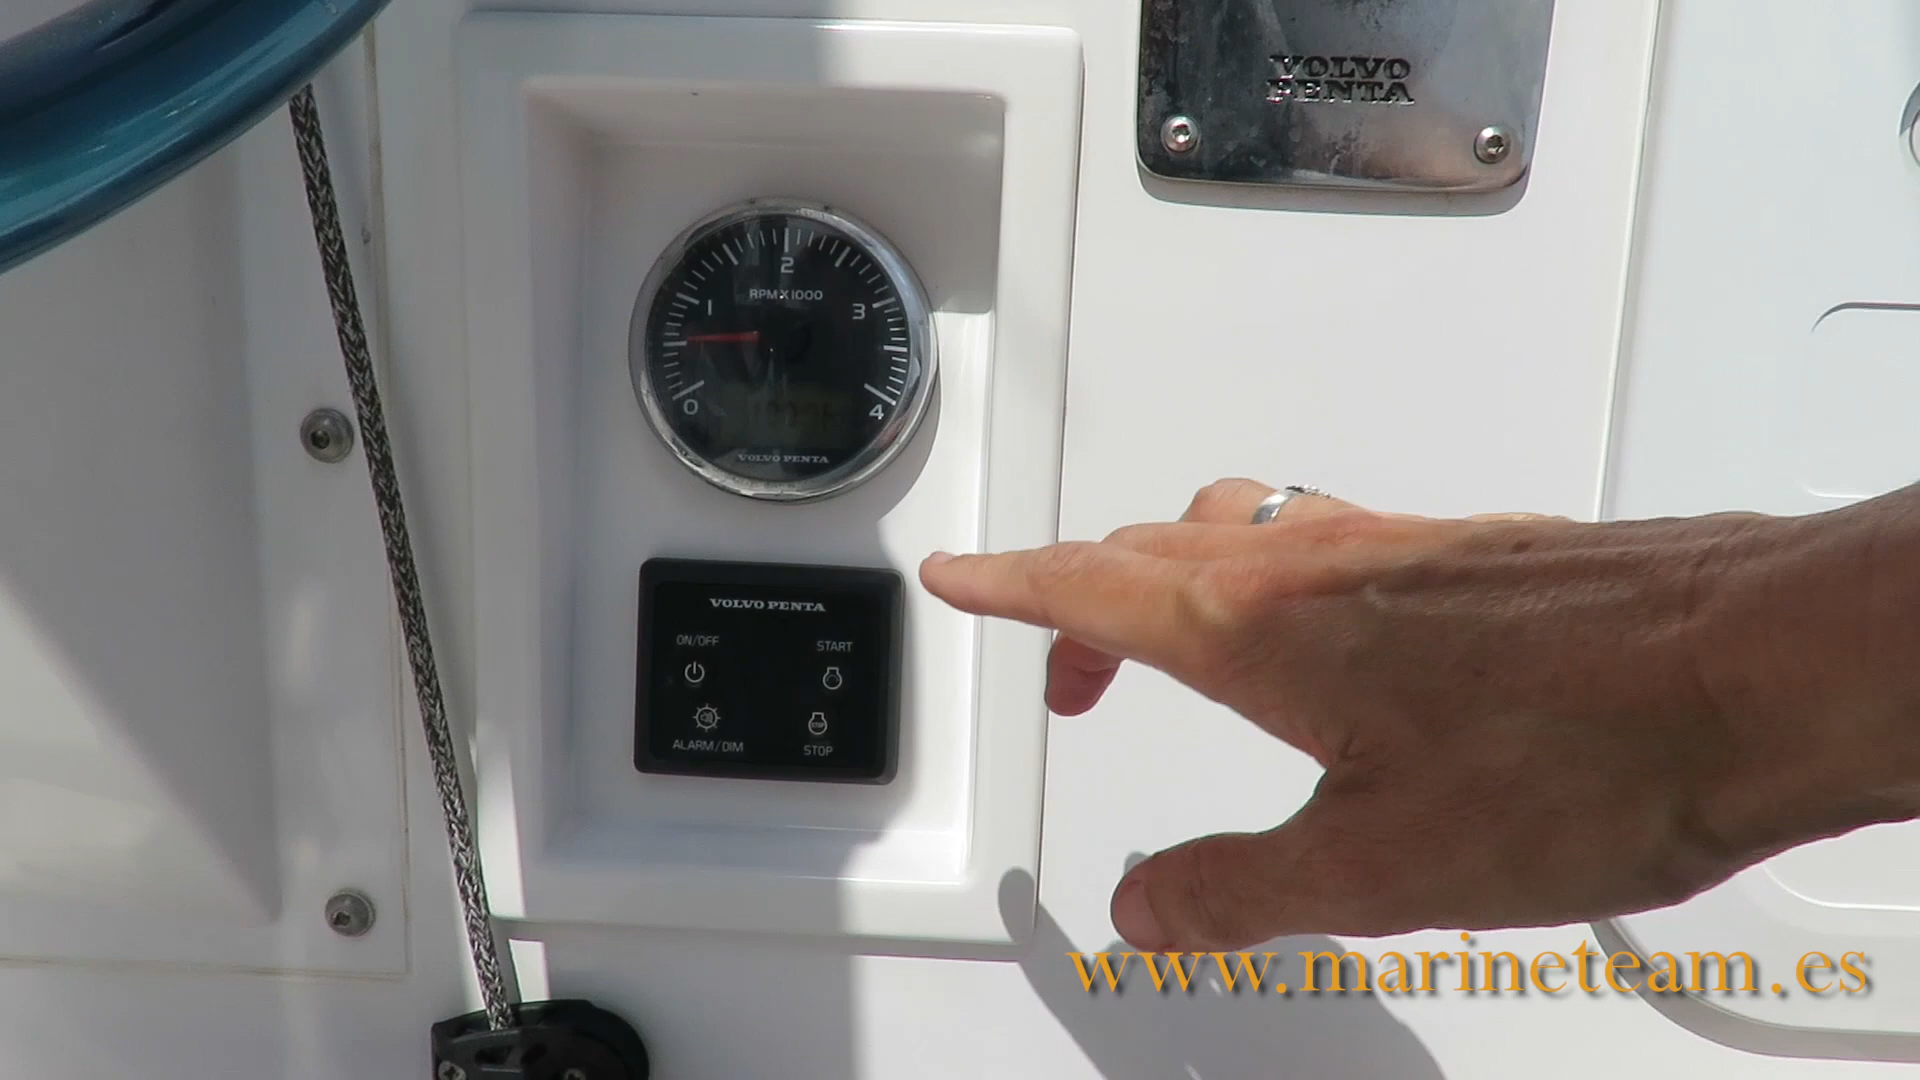 VOLVO
PENTA
2
RPM X 1000
1
3
0
4
VOLVO PENTA
VOLVO PENTA
ON/OFF
START
STOP
ALARM/DIM
STOP
www.marineteam.es